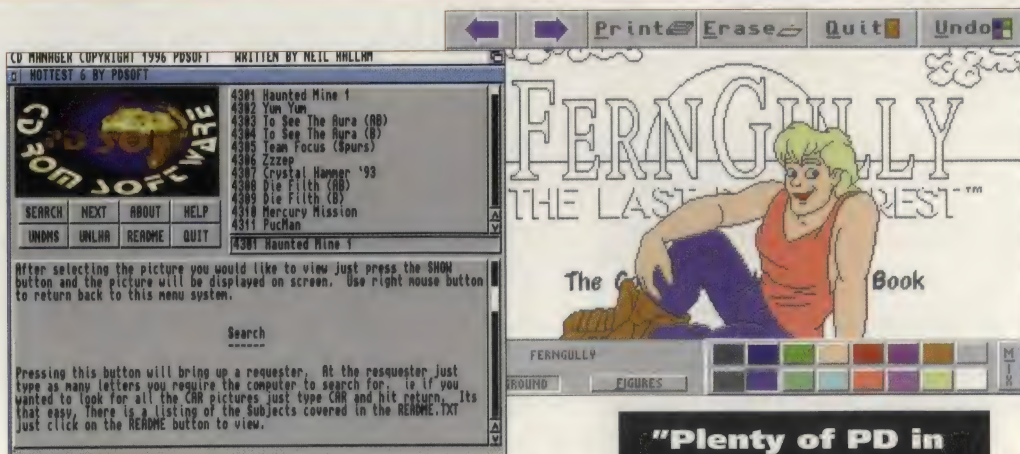 CD MANAGER COPYRIGHT 1996 PDSOFT WRITTEN BY NEIL HALLAM
HOTTEST 6 BY PDSOFT
PD SOFT
CD ROM SOFTWARE
4301 Haunted Mine 1
4302 Yum Yum
4303 To See The Aura (AB)
4304 To See The Aura (B)
4305 Team Focus (Spurs)
4306 Zzzep
4307 Crystal Hammer '93
4308 Die Filth (AB)
4309 Die Filth (B)
4310 Mercury Mission
4311 PucMan
SEARCH NEXT ABOUT HELP
UNDMS UNLHA README QUIT
4301 Haunted Mine 1
After selecting the picture you would like to view just press the SHOW
button and the picture will be displayed on screen. Use right mouse button
to return back to this menu system.
Search
Pressing this button will bring up a requester. At the resquester just
type as many letters you require the computer to search for. ie if you
wanted to look for all the CAR pictures just type CAR and hit return. Its
that easy, There is a listing of the Subjects covered in the README.TXT
just click on the README button to view.
Print Erase Quit Undo
FERNGULLY
THE LAS REST™
The Co Book
FERNGULLY
ROUND FIGURES
MIX
"Plenty of PD in